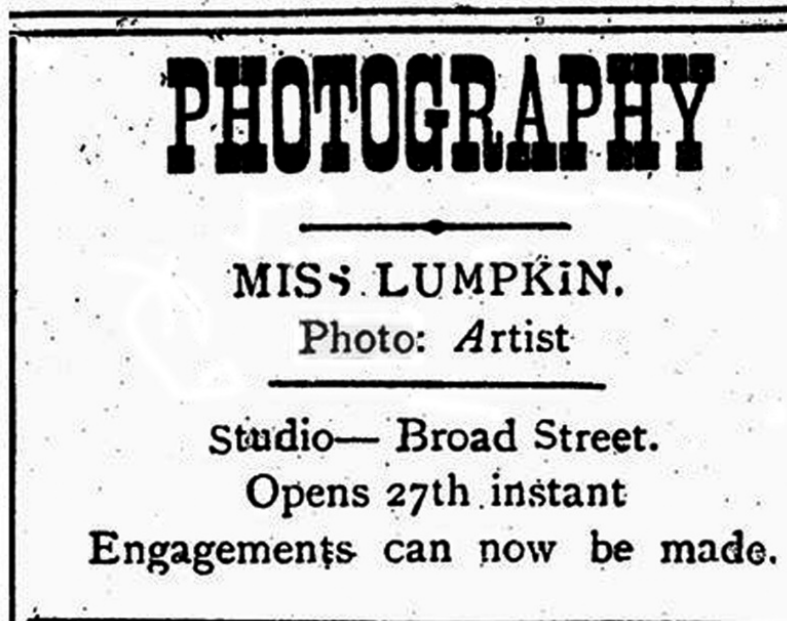 PHOTOGRAPHY
MISS LUMPKIN.
Photo: Artist
Studio— Broad Street.
Opens 27th instant
Engagements can now be made.